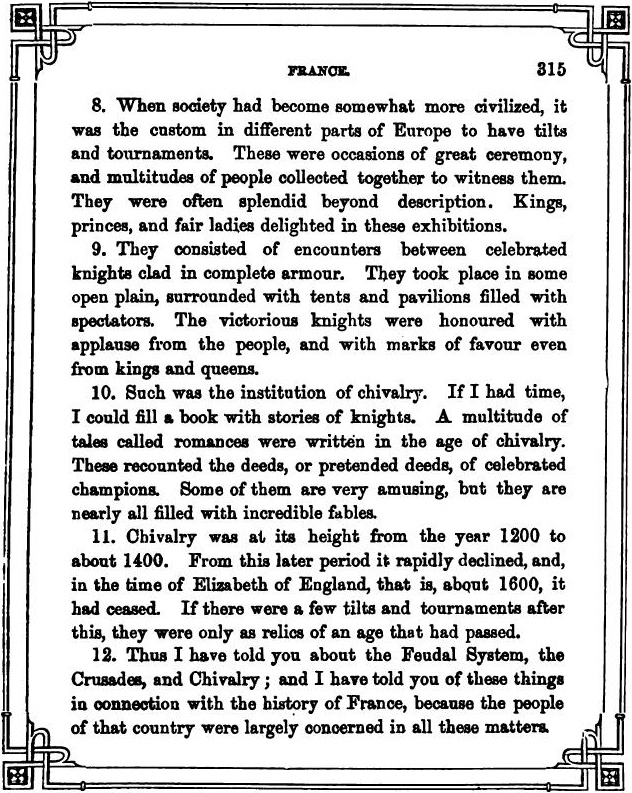 FRANCE.
315
8. When society had become somewhat more civilized, it
was the custom in different parts of Europe to have tilts
and tournaments. These were occasions of great ceremony,
and multitudes of people collected together to witness them.
They were often splendid beyond description. Kings,
princes, and fair ladies delighted in these exhibitions.
9. They consisted of encounters between celebrated
knights clad in complete armour. They took place in some
open plain, surrounded with tents and pavilions filled with
spectators. The victorious knights were honoured with
applause from the people, and with marks of favour even
from kings and queens.
10. Such was the institution of chivalry. If I had time,
I could fill a book with stories of knights. A multitude of
tales called romances were written in the age of chivalry.
These recounted the deeds, or pretended deeds, of celebrated
champions. Some of them are very amusing, but they are
nearly all filled with incredible fables.
11. Chivalry was at its height from the year 1200 to
about 1400. From this later period it rapidly declined, and,
in the time of Elizabeth of England, that is, about 1600, it
had ceased. If there were a few tilts and tournaments after
this, they were only as relics of an age that had passed.
12. Thus I have told you about the Feudal System, the
Crusades, and Chivalry; and I have told you of these things
in connection with the history of France, because the people
of that country were largely concerned in all these matters.